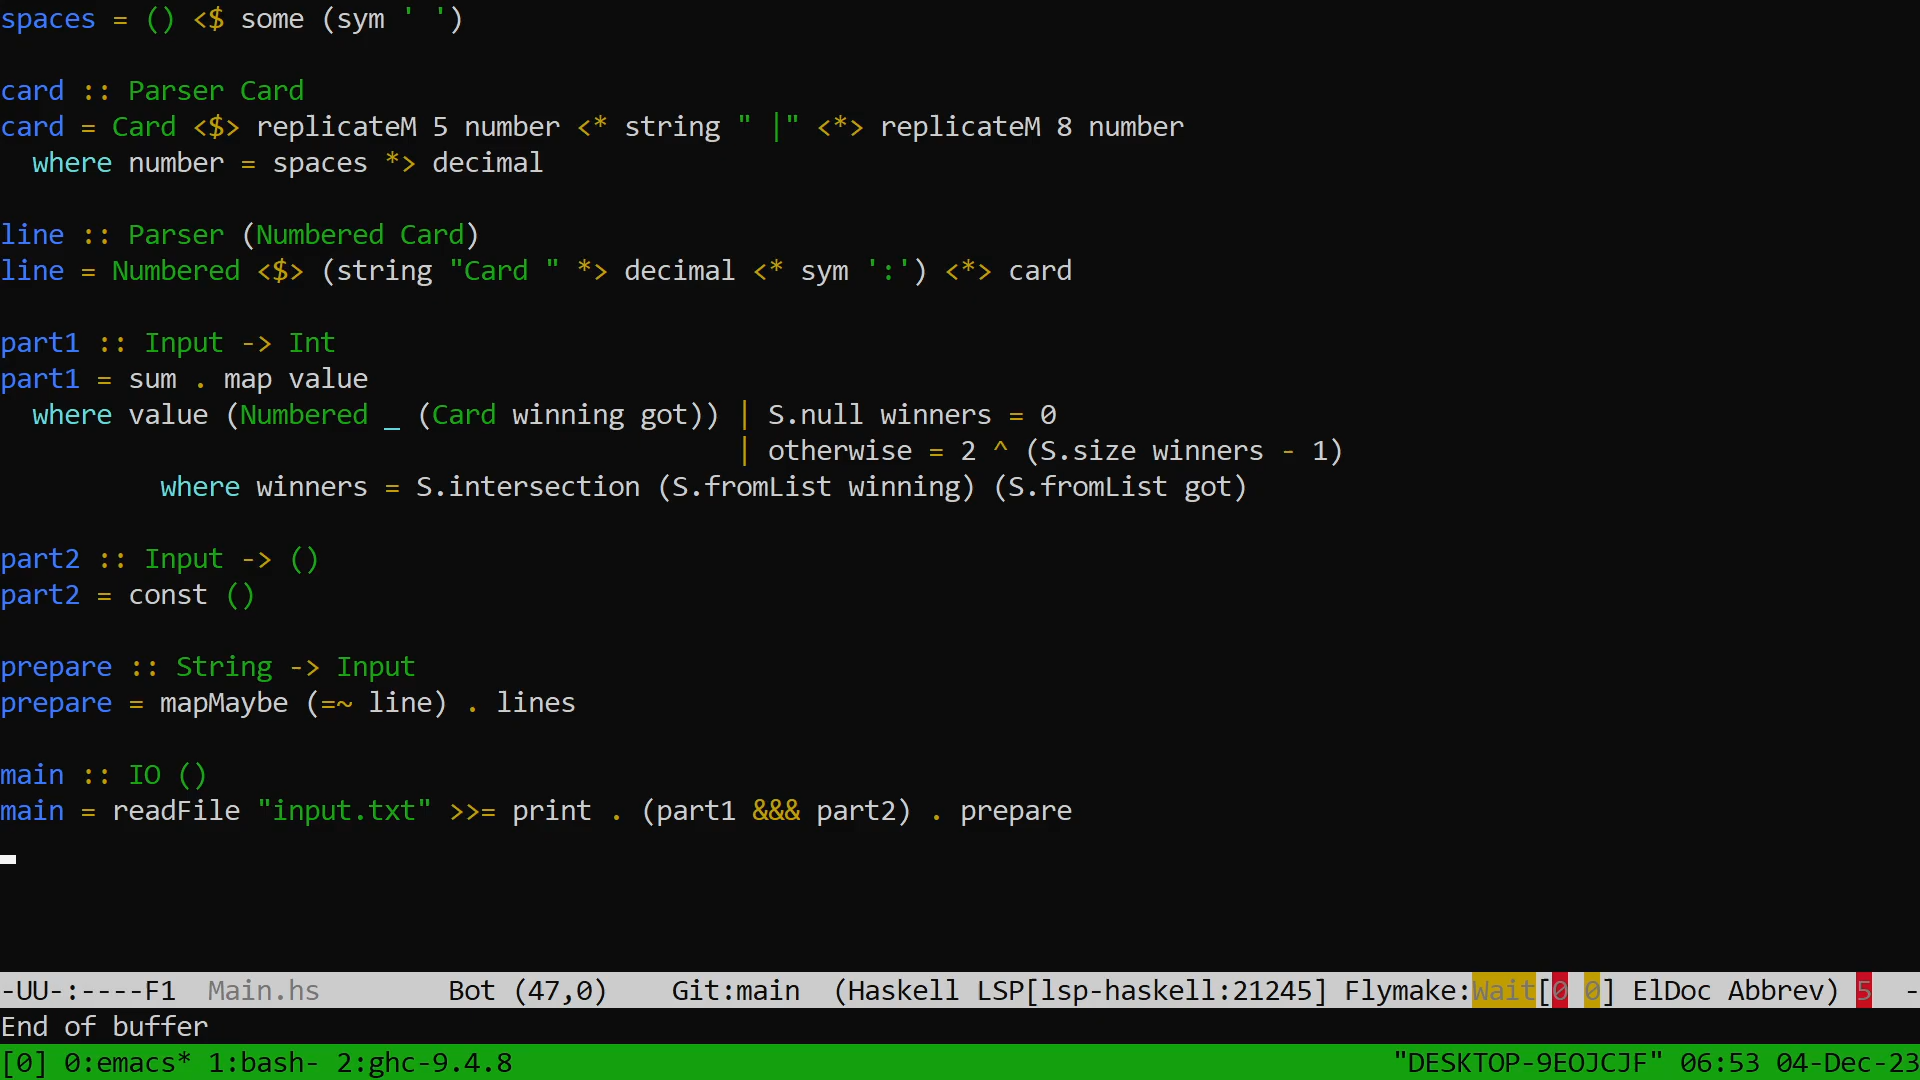 spaces = () <$ some (sym ' ')
card :: Parser Card
card = Card <$> replicateM 5 number <* string " |" <*> replicateM 8 number
  where number = spaces *> decimal
line :: Parser (Numbered Card)
line = Numbered <$> (string "Card " *> decimal <* sym ':') <*> card
part1 :: Input -> Int
part1 = sum . map value
  where value (Numbered _ (Card winning got)) | S.null winners = 0
                                              | otherwise = 2 ^ (S.size winners - 1)
          where winners = S.intersection (S.fromList winning) (S.fromList got)
part2 :: Input -> ()
part2 = const ()
prepare :: String -> Input
prepare = mapMaybe (=~ line) . lines
main :: IO ()
main = readFile "input.txt" >>= print . (part1 &&& part2) . prepare
-UU-:----F1  Main.hs        Bot (47,0)    Git:main  (Haskell LSP[lsp-haskell:21245] Flymake:Wait[0 0] ElDoc Abbrev) 5  -
End of buffer
[0] 0:emacs* 1:bash- 2:ghc-9.4.8 "DESKTOP-9EOJCJF" 06:53 04-Dec-23